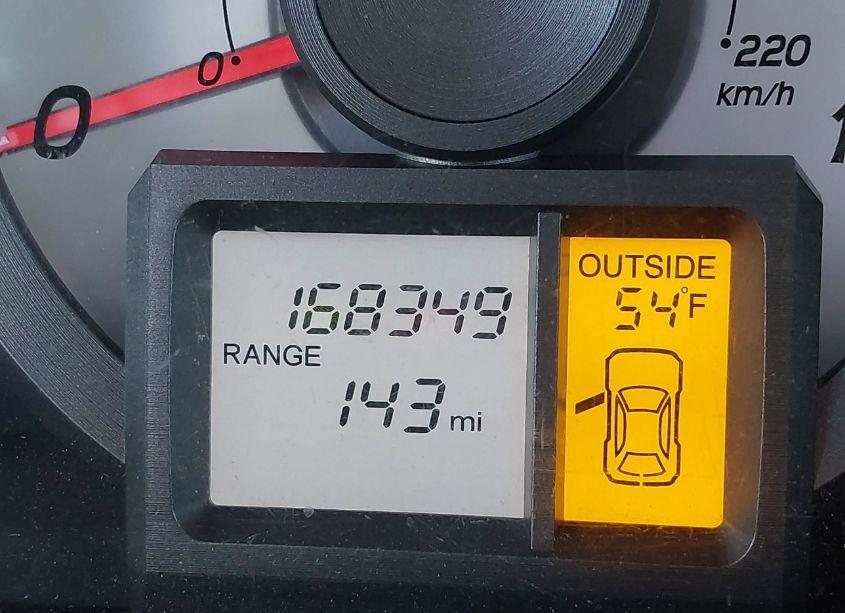 0
0
220
km/h
168349
RANGE
143 mi
OUTSIDE
54°F